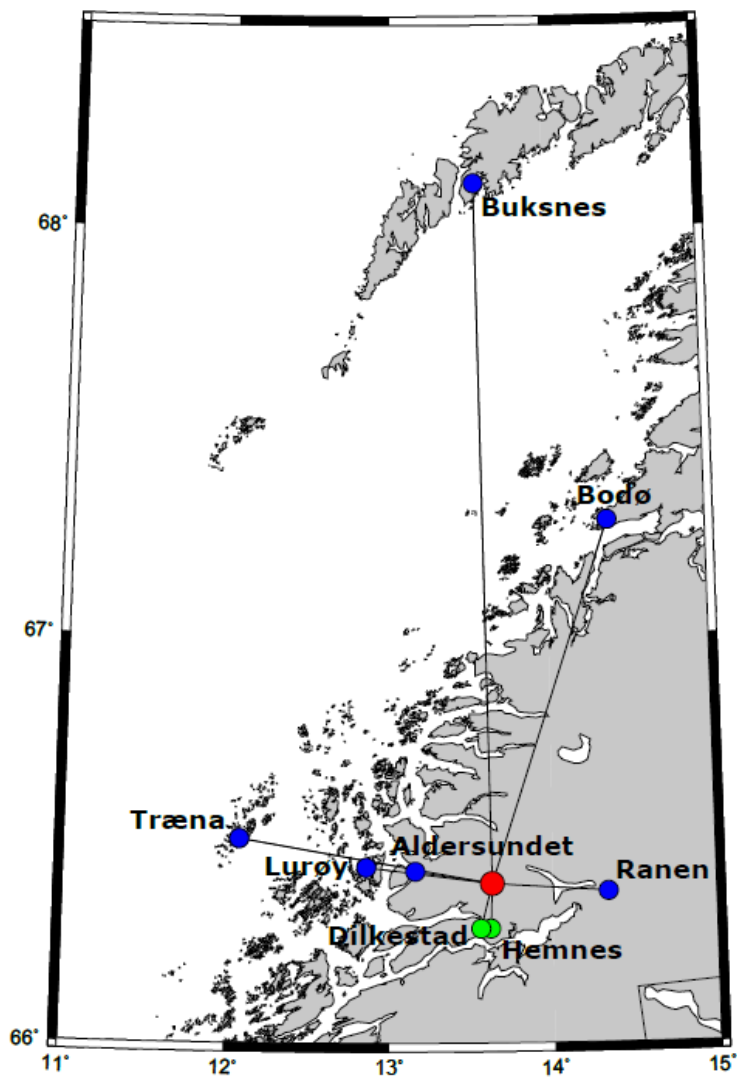 68°
Buksnes
Bodø
67°
Træna
Aldersundet
Lurøy
Ranen
Dilkestad
Hemnes
66°
11° 12° 13° 14° 15°